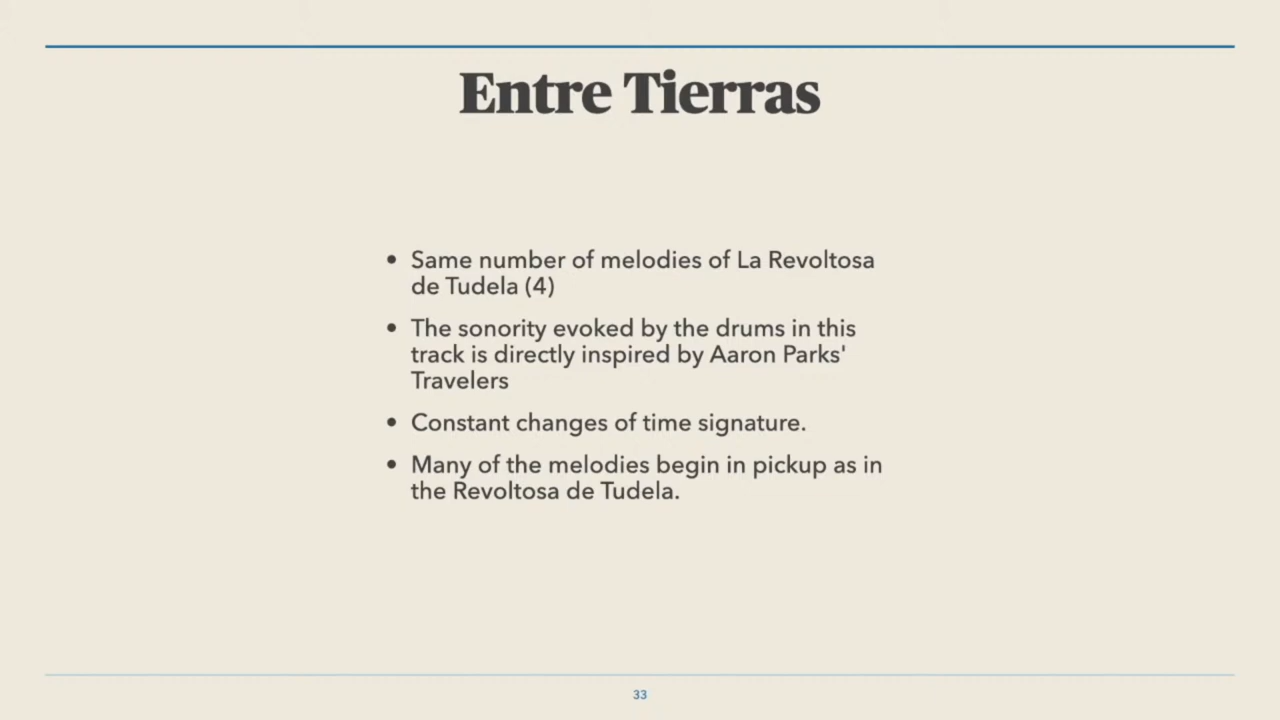 Entre Tierras
• Same number of melodies of La Revoltosa
de Tudela (4)
• The sonority evoked by the drums in this
track is directly inspired by Aaron Parks'
Travelers
• Constant changes of time signature.
• Many of the melodies begin in pickup as in
the Revoltosa de Tudela.
33